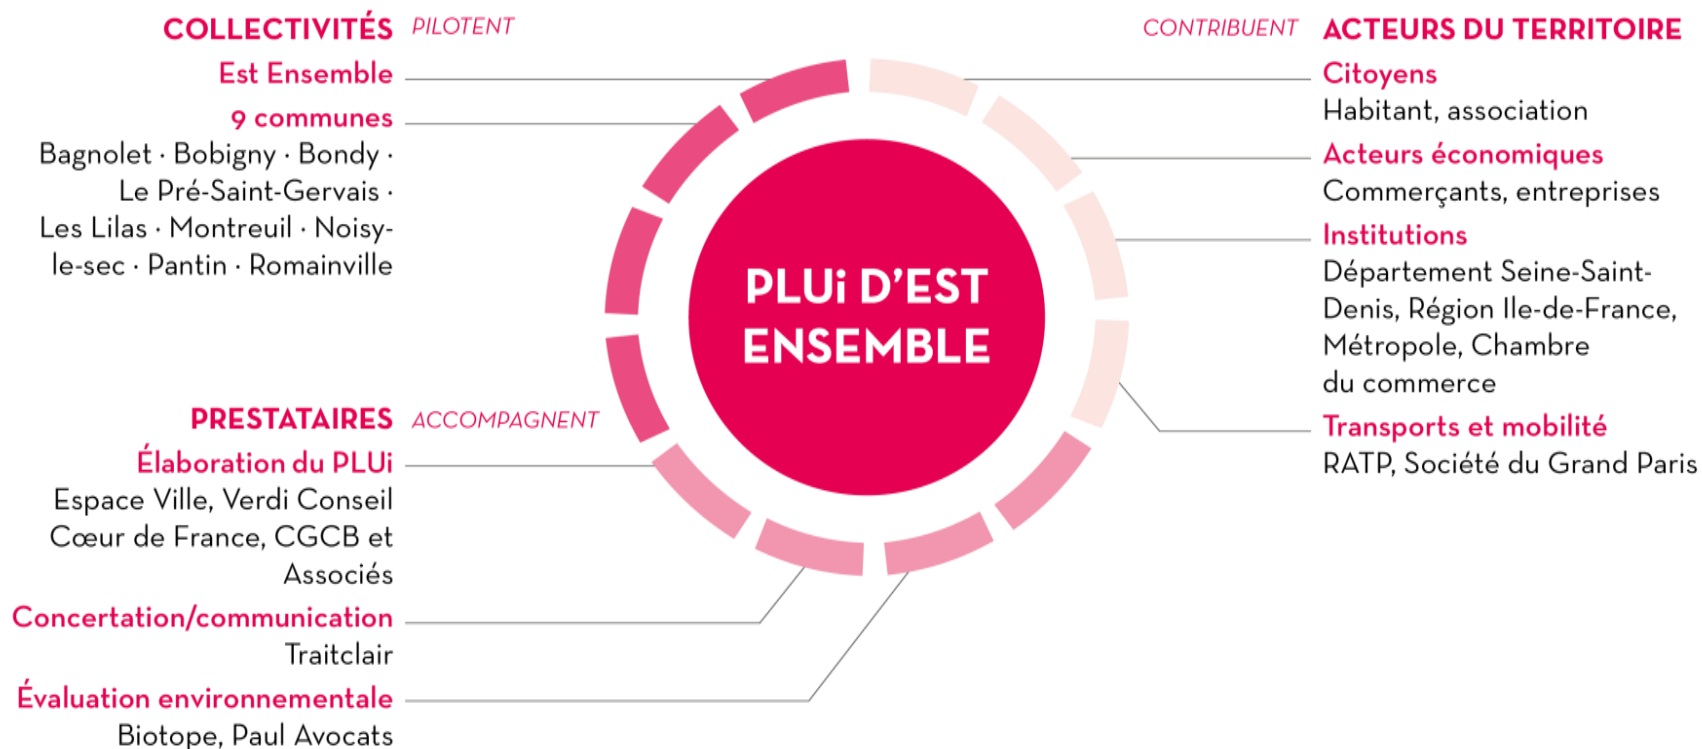 COLLECTIVITÉS PILOTENT
Est Ensemble
9 communes
Bagnolet · Bobigny · Bondy ·
Le Pré-Saint-Gervais ·
Les Lilas · Montreuil · Noisy-
le-sec · Pantin · Romainville
PRESTATAIRES ACCOMPAGNENT
Élaboration du PLUi
Espace Ville, Verdi Conseil
Cœur de France, CGCB et
Associés
Concertation/communication
Traitclair
Évaluation environnementale
Biotope, Paul Avocats
PLUi D'EST
ENSEMBLE
CONTRIBUENT ACTEURS DU TERRITOIRE
Citoyens
Habitant, association
Acteurs économiques
Commerçants, entreprises
Institutions
Département Seine-Saint-
Denis, Région Ile-de-France,
Métropole, Chambre
du commerce
Transports et mobilité
RATP, Société du Grand Paris